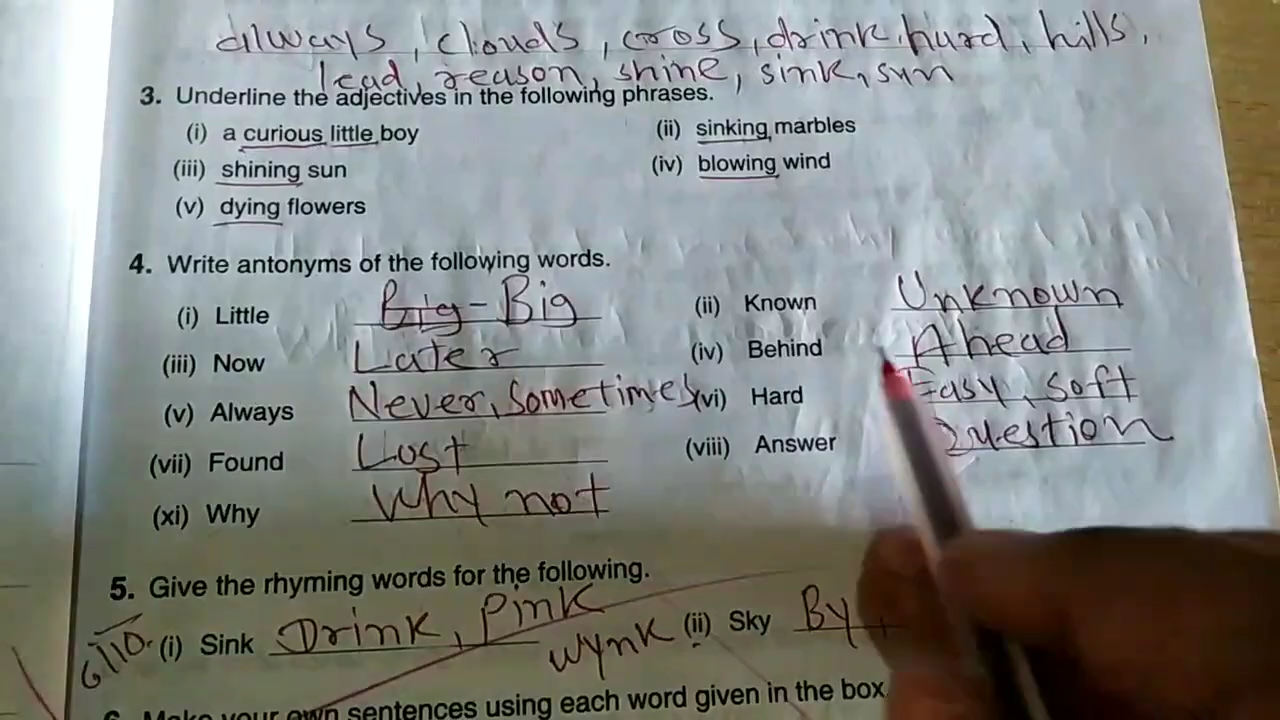 always, clouds, cross, drink, hard, hills,
lead, reason, shine, sink, sun
3. Underline the adjectives in the following phrases.
(i) a curious little boy (ii) sinking marbles
(iii) shining sun (iv) blowing wind
(v) dying flowers
4. Write antonyms of the following words.
(i) Little Big - Big (ii) Known Unknown
(iii) Now Later (iv) Behind Ahead
(v) Always Never, Sometimes (vi) Hard Easy, Soft
(vii) Found Lost (viii) Answer Question
(xi) Why Why not
5. Give the rhyming words for the following.
(i) Sink Drink, Pink wynk (ii) Sky By,
6. Make your own sentences using each word given in the box